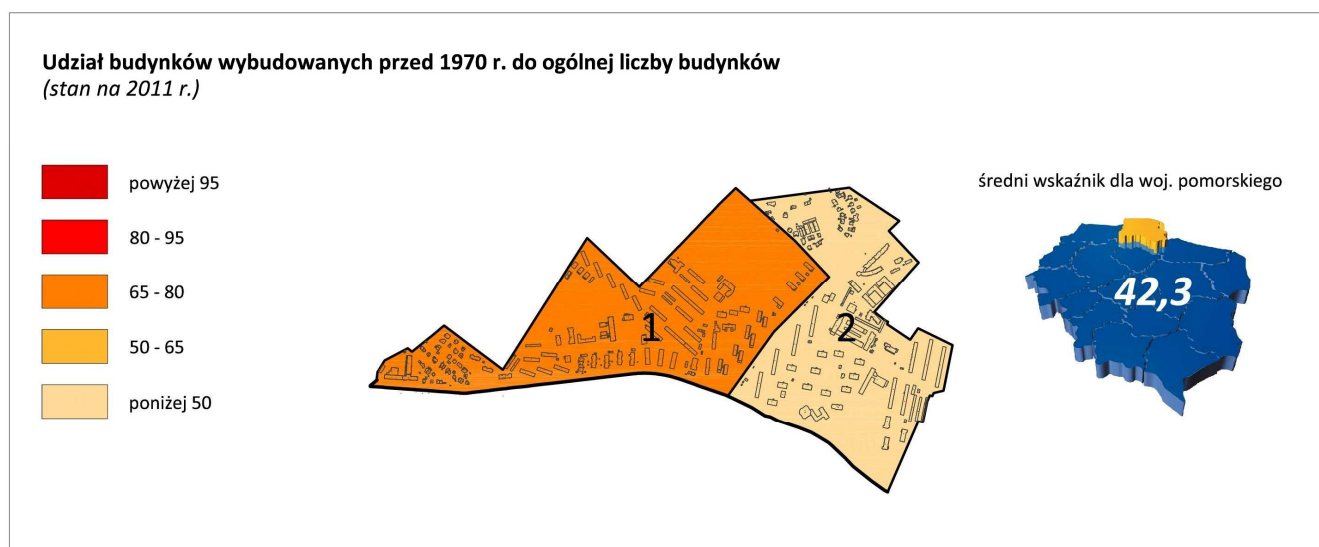 Udział budynków wybudowanych przed 1970 r. do ogólnej liczby budynków
(stan na 2011 r.)
powyżej 95
80 - 95
65 - 80
50 - 65
poniżej 50
1
2
średni wskaźnik dla woj. pomorskiego
42,3